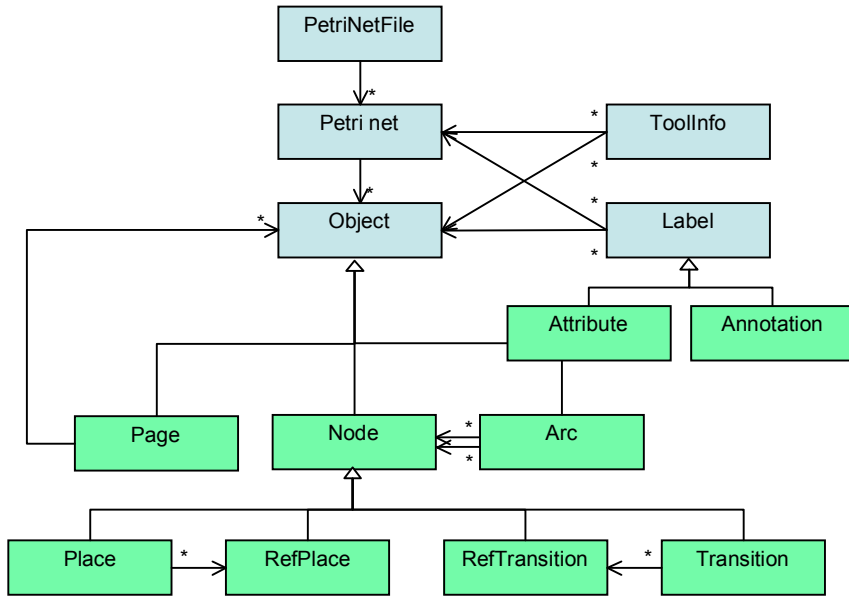 PetriNetFile
*
Petri net
*
ToolInfo
*
*
*
Object
*
Label
*
Attribute
Annotation
Page
Node
*
*
Arc
Place
*
RefPlace
RefTransition
*
Transition